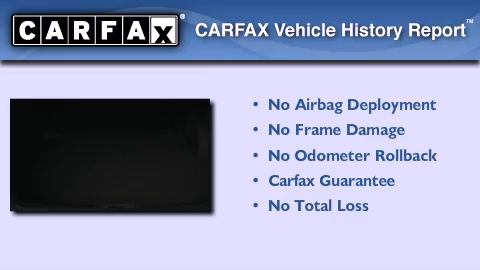 CARFAX® CARFAX Vehicle History Report™
• No Airbag Deployment
• No Frame Damage
• No Odometer Rollback
• Carfax Guarantee
• No Total Loss